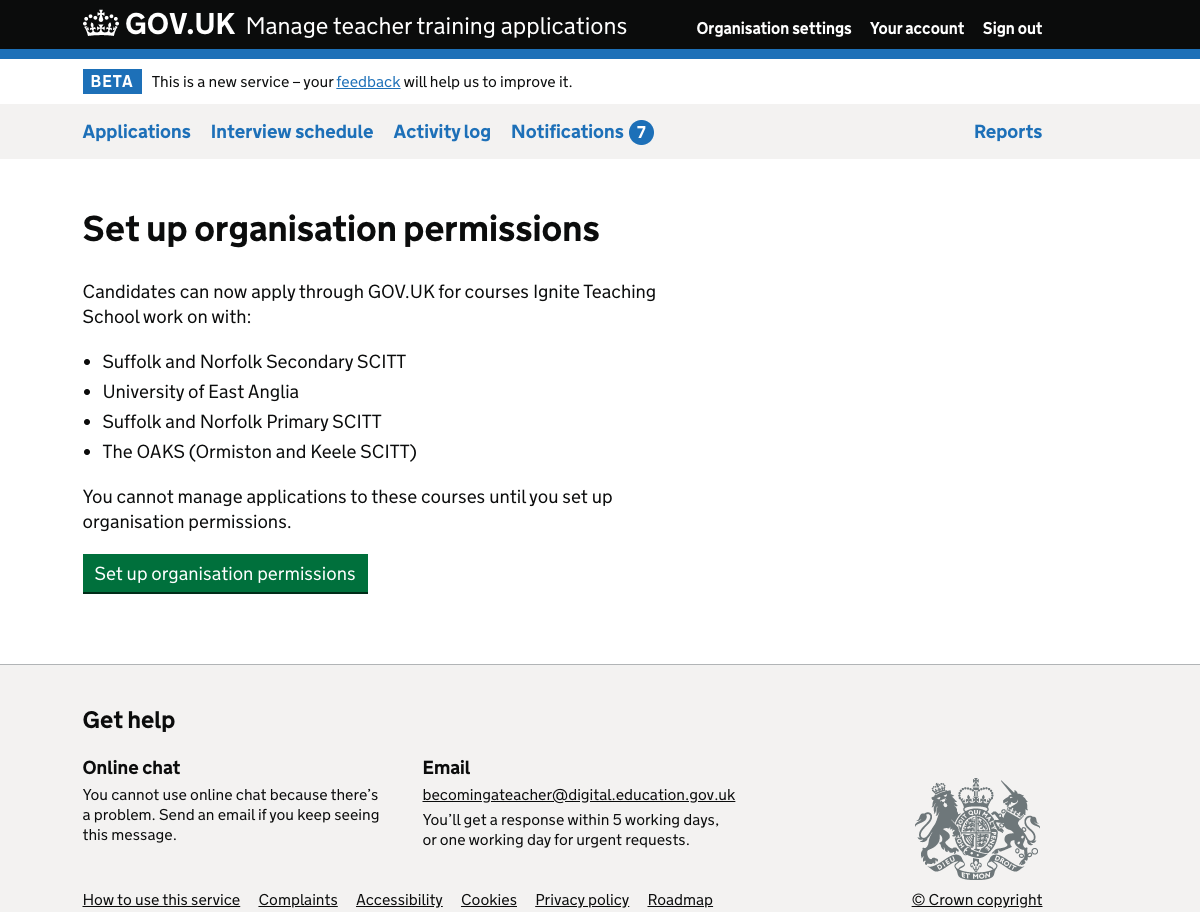 GOV.UK Manage teacher training applications Organisation settings Your account Sign out
BETA This is a new service – your feedback will help us to improve it.
Applications Interview schedule Activity log Notifications 7 Reports
Set up organisation permissions
Candidates can now apply through GOV.UK for courses Ignite Teaching
School work on with:
• Suffolk and Norfolk Secondary SCITT
• University of East Anglia
• Suffolk and Norfolk Primary SCITT
• The OAKS (Ormiston and Keele SCITT)
You cannot manage applications to these courses until you set up
organisation permissions.
Set up organisation permissions
Get help
Online chat
You cannot use online chat because there’s
a problem. Send an email if you keep seeing
this message.
Email
becomingateacher@digital.education.gov.uk
You’ll get a response within 5 working days,
or one working day for urgent requests.
DIEU ET MON DROIT
How to use this service Complaints Accessibility Cookies Privacy policy Roadmap © Crown copyright